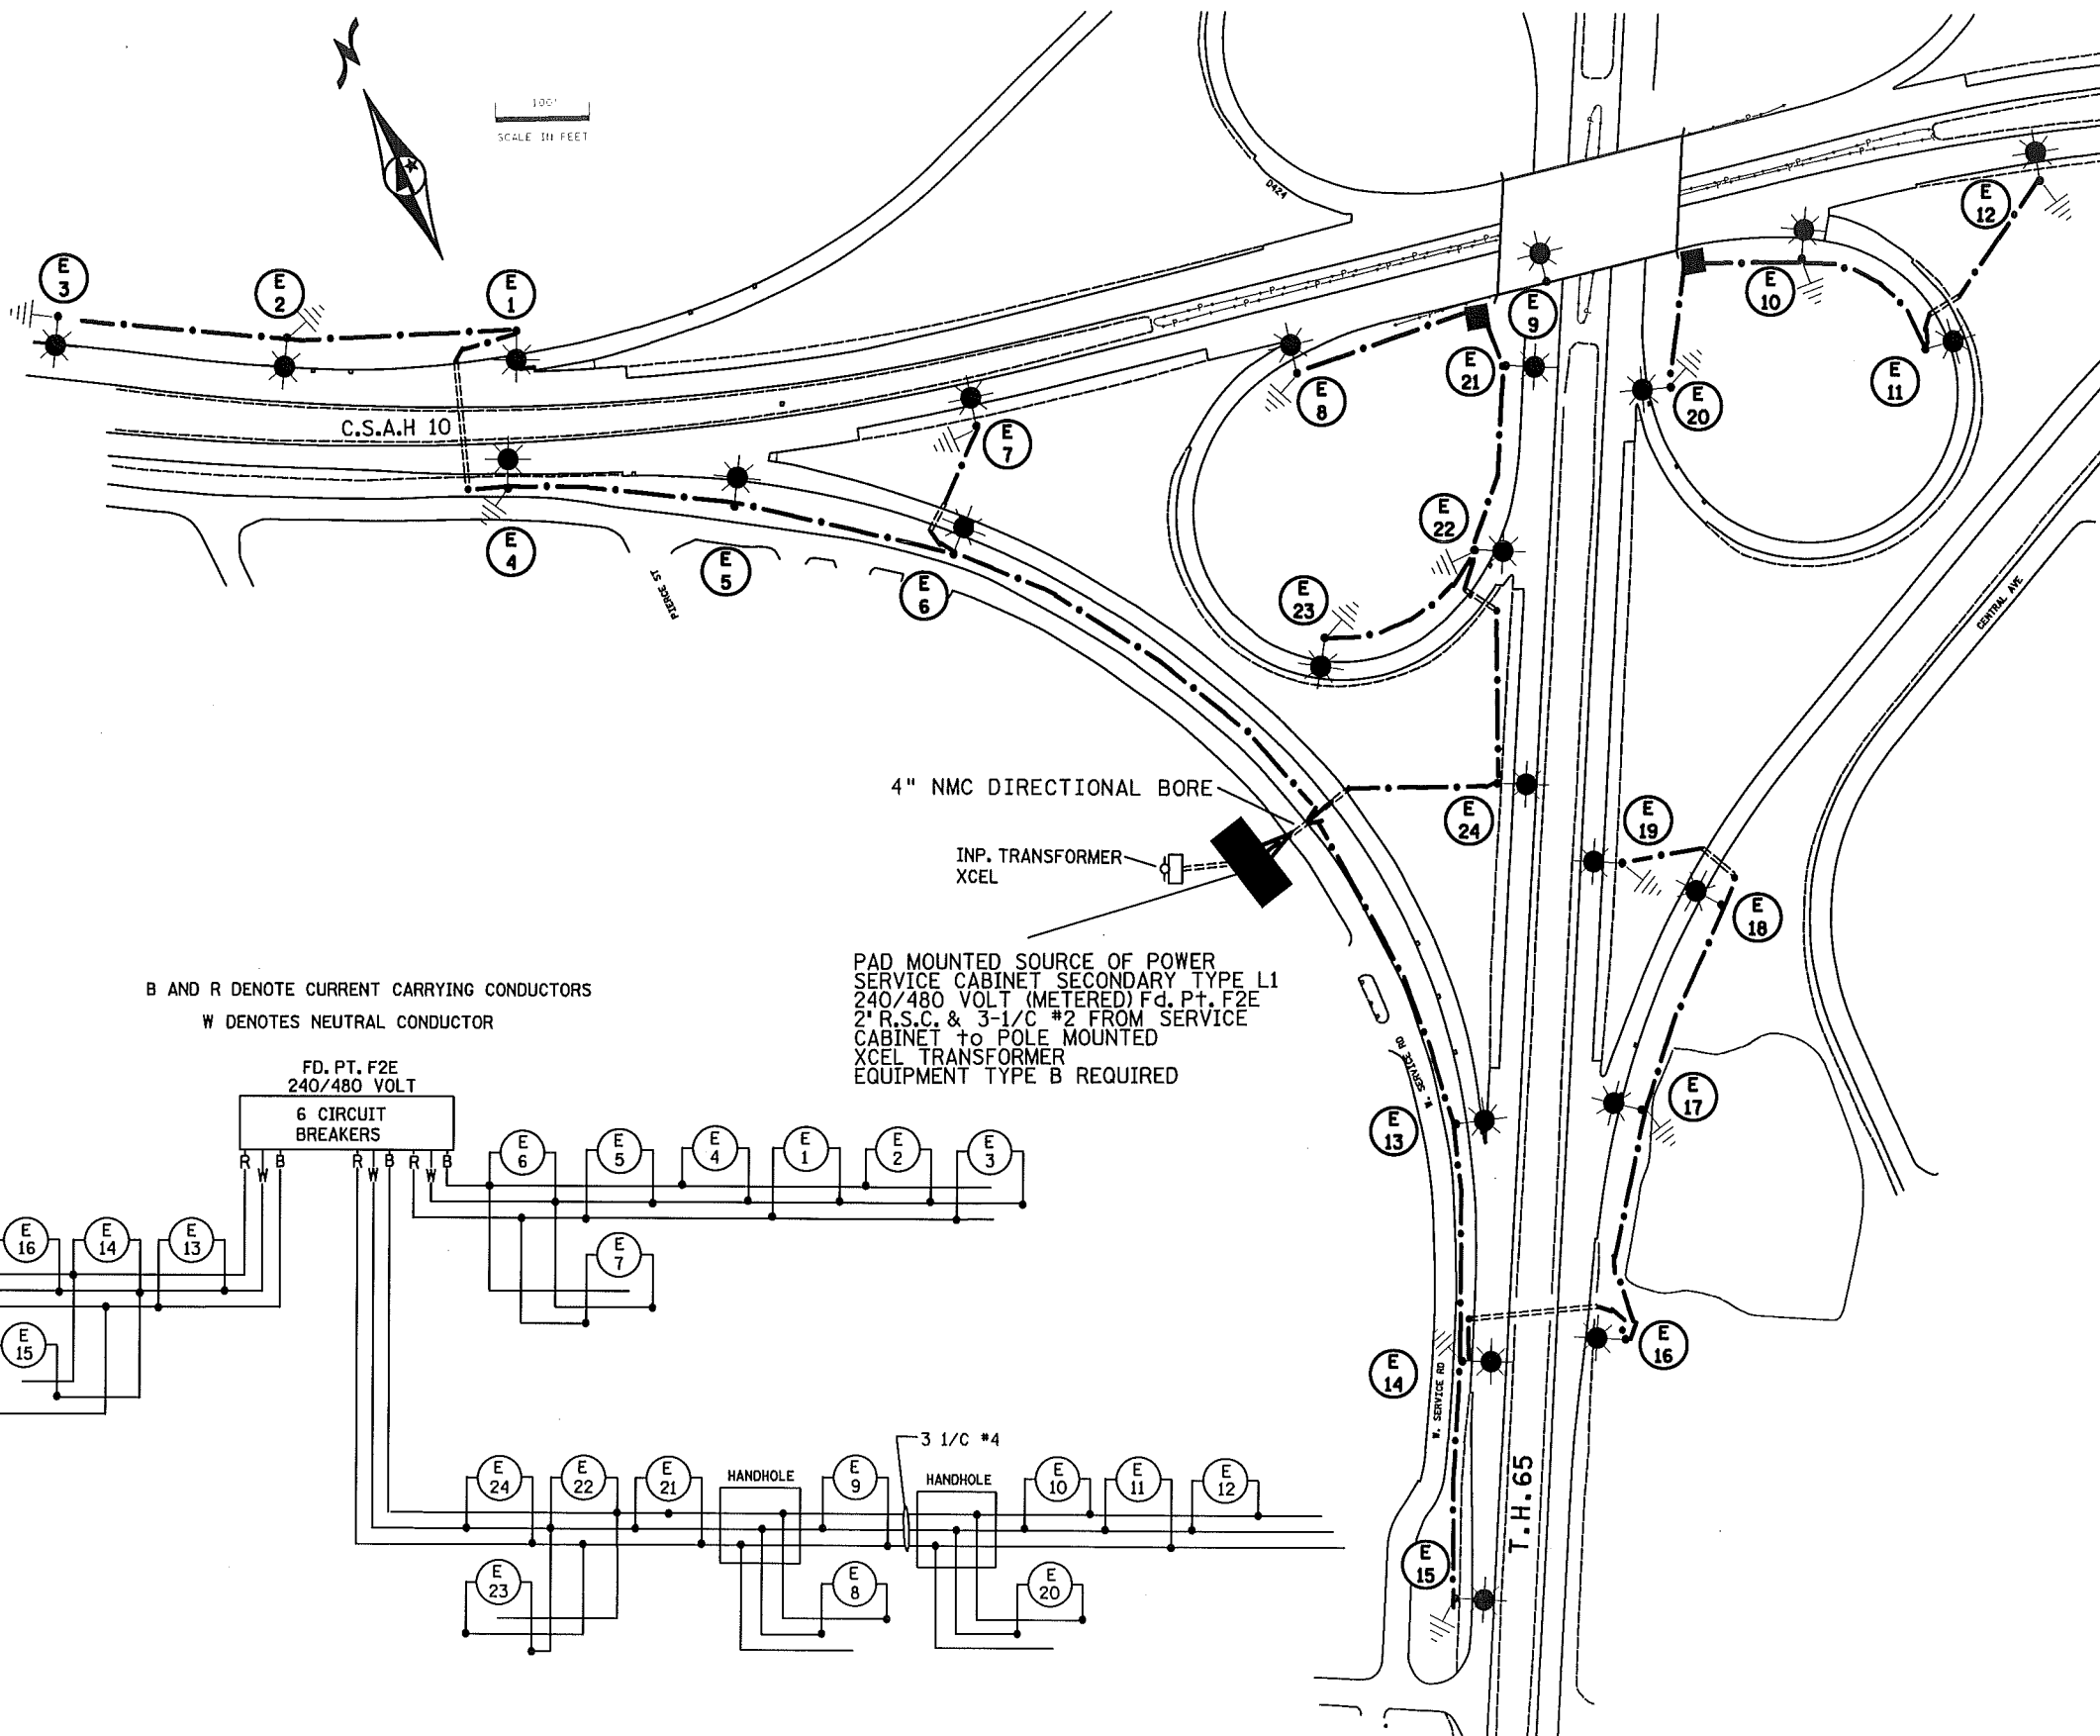 N
100'
SCALE IN FEET
D424
E 12
E 3
E 2
E 1
E 9
E 10
E 21
E 8
E 20
E 11
C.S.A.H 10
E 7
E 22
E 4
E 5
E 6
E 23
PIERCE ST
CENTRAL AVE
4" NMC DIRECTIONAL BORE
INP. TRANSFORMER
XCEL
E 24
E 19
E 18
PAD MOUNTED SOURCE OF POWER
SERVICE CABINET SECONDARY TYPE L1
240/480 VOLT (METERED) Fd. Pt. F2E
2" R.S.C. & 3-1/C #2 FROM SERVICE
CABINET to POLE MOUNTED
XCEL TRANSFORMER
EQUIPMENT TYPE B REQUIRED
W. SERVICE RD
E 17
E 13
E 16
E 14
W. SERVICE RD
T.H.65
E 15
B AND R DENOTE CURRENT CARRYING CONDUCTORS
W DENOTES NEUTRAL CONDUCTOR
FD. PT. F2E
240/480 VOLT
6 CIRCUIT
BREAKERS
R W B R W B R W B
E 6
E 5
E 4
E 1
E 2
E 3
E 7
E 16
E 14
E 13
E 15
3 1/C #4
E 24
E 22
E 21
HANDHOLE
E 9
HANDHOLE
E 10
E 11
E 12
E 23
E 8
E 20